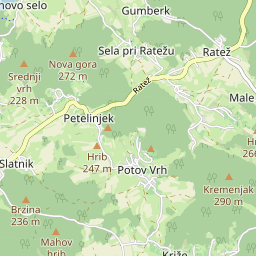 novo selo
Gumberk
Sela pri Ratežu
Ratež
Nova gora
272 m
Srednji
vrh
228 m
Ratež
Male
Petelinjek
Slatnik
Hrib
247 m
Potov Vrh
Kremenjak
290 m
Brzina
236 m
Mahov
hrib
Križe